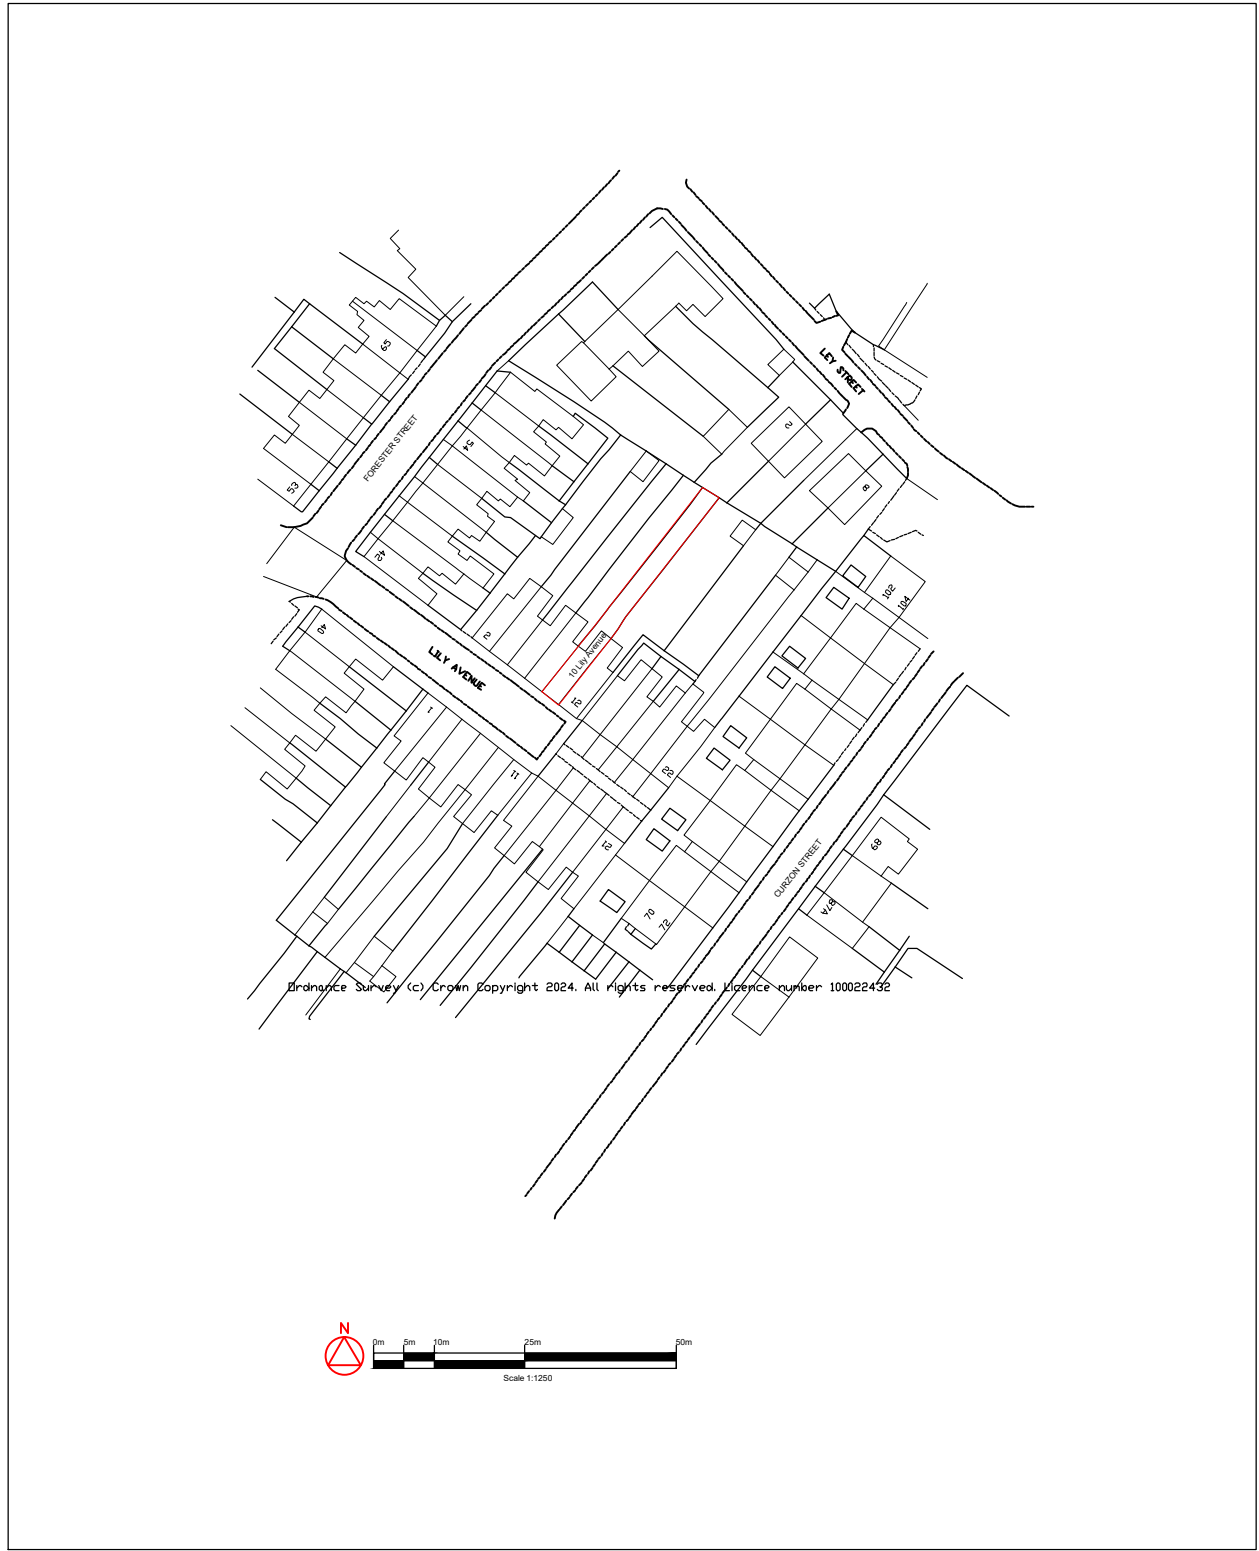 LEY STREET
65
2
FORESTER STREET
54
8
53
42
102
104
40
2
LILY AVENUE
10 Lily Avenue
12
1
22
11
21
68
CURZON STREET
70
72
87A
Ordnance Survey (c) Crown Copyright 2024. All rights reserved. Licence number 100022432
N
0m 5m 10m 25m 50m
Scale 1:1250